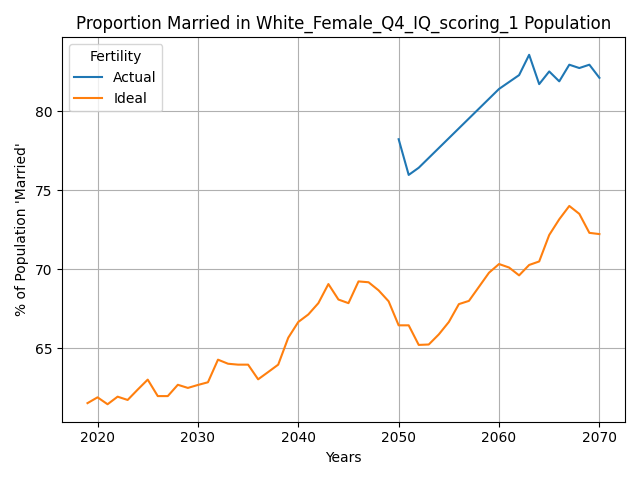 Proportion Married in White_Female_Q4_IQ_scoring_1 Population
Fertility
Actual
Ideal
% of Population 'Married'
80
75
70
65
2020
2030
2040
2050
2060
2070
Years